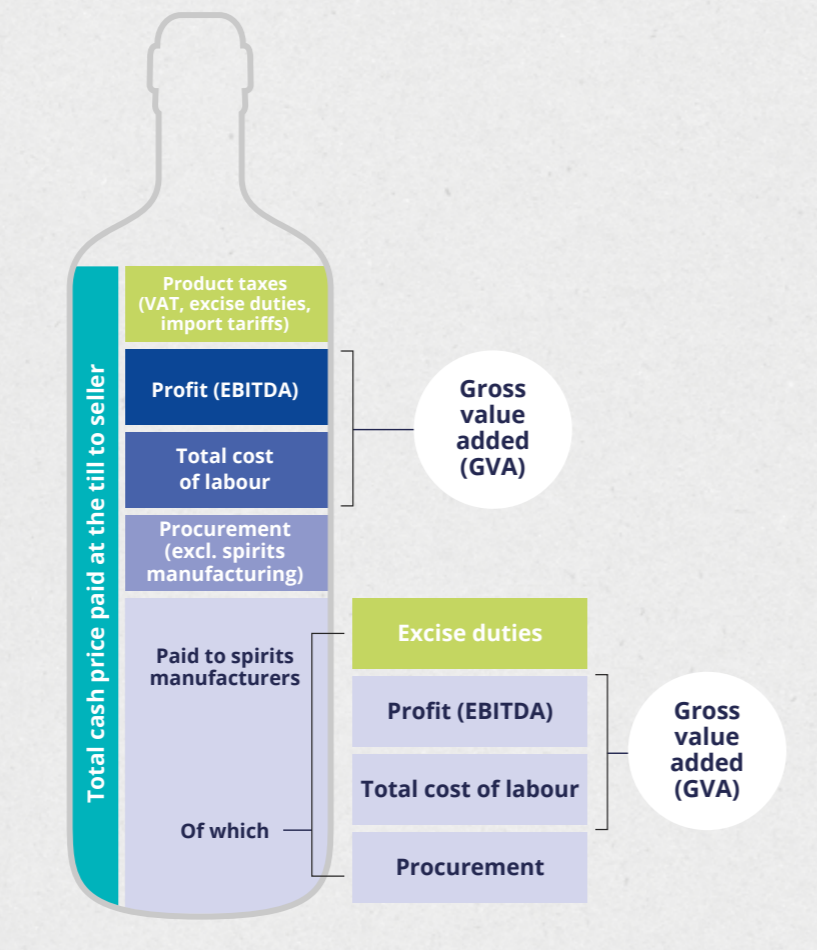 Total cash price paid at the till to seller
Product taxes
(VAT, excise duties,
import tariffs)
Profit (EBITDA)
Total cost
of labour
Gross
value
added
(GVA)
Procurement
(excl. spirits
manufacturing)
Paid to spirits
manufacturers
Of which
Excise duties
Profit (EBITDA)
Total cost of labour
Procurement
Gross
value
added
(GVA)